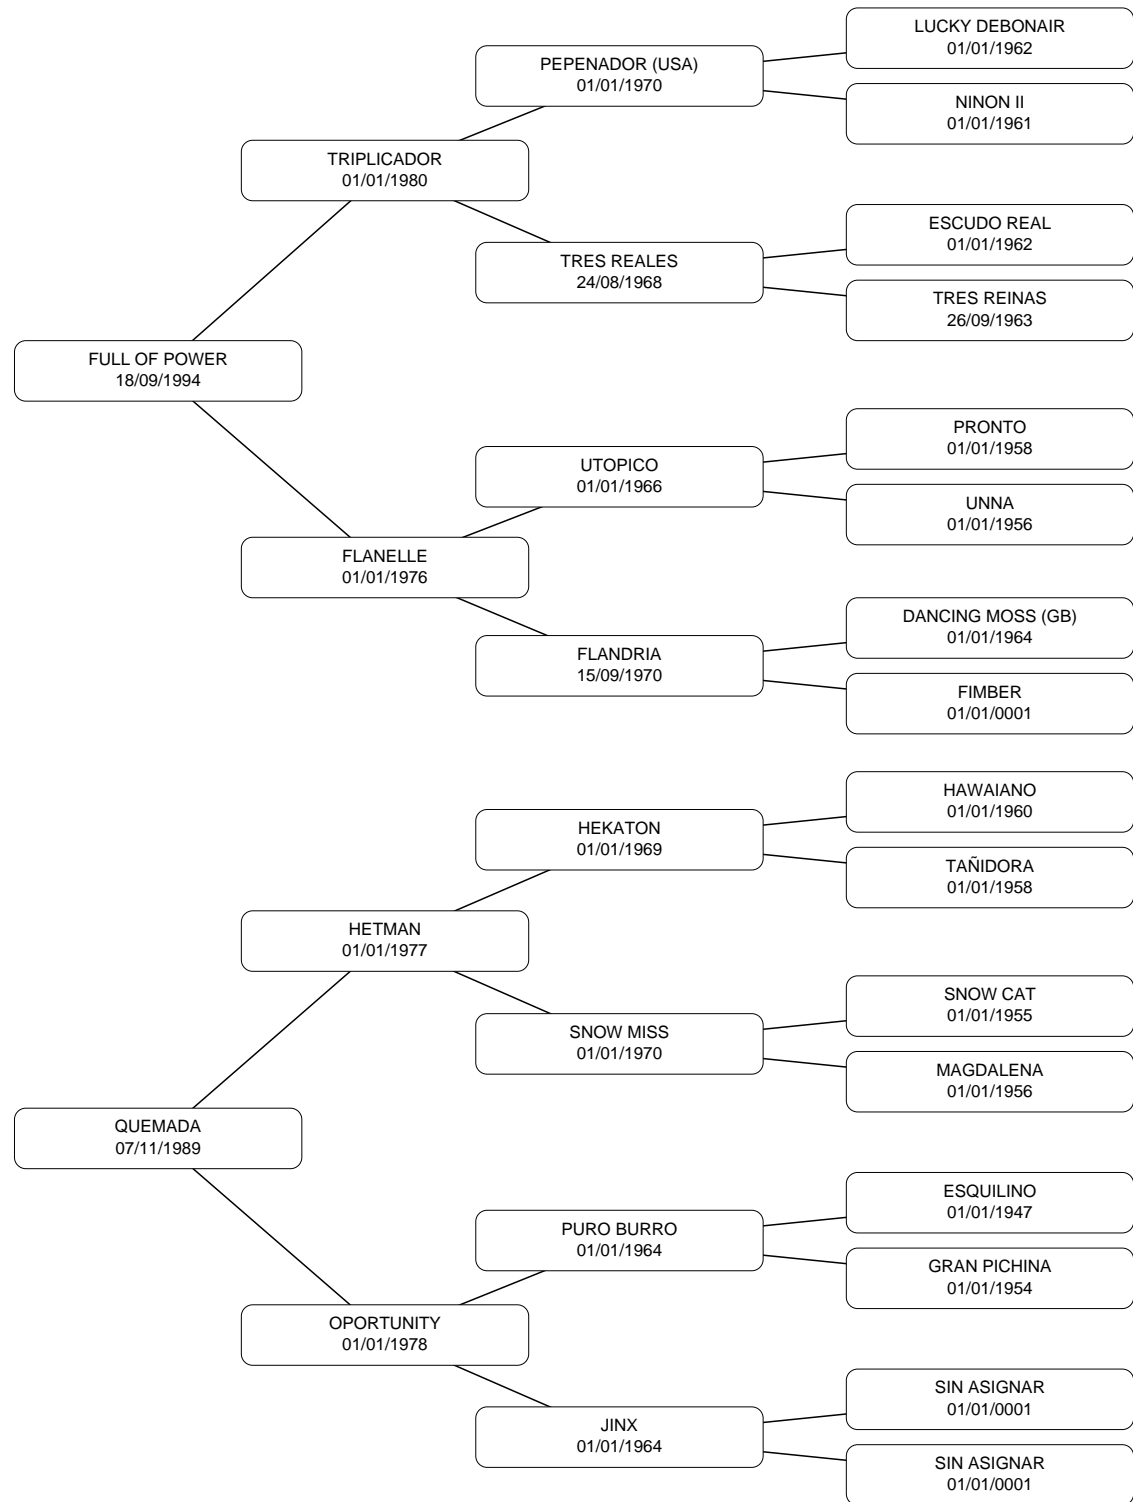 LUCKY DEBONAIR
01/01/1962
PEPENADOR (USA)
01/01/1970
NINON II
01/01/1961
TRIPLICADOR
01/01/1980
ESCUDO REAL
01/01/1962
TRES REALES
24/08/1968
TRES REINAS
26/09/1963
FULL OF POWER
18/09/1994
PRONTO
01/01/1958
UTOPICO
01/01/1966
UNNA
01/01/1956
FLANELLE
01/01/1976
DANCING MOSS (GB)
01/01/1964
FLANDRIA
15/09/1970
FIMBER
01/01/0001
HAWAIANO
01/01/1960
HEKATON
01/01/1969
TAÑIDORA
01/01/1958
HETMAN
01/01/1977
SNOW CAT
01/01/1955
SNOW MISS
01/01/1970
MAGDALENA
01/01/1956
QUEMADA
07/11/1989
ESQUILINO
01/01/1947
PURO BURRO
01/01/1964
GRAN PICHINA
01/01/1954
OPORTUNITY
01/01/1978
SIN ASIGNAR
01/01/0001
JINX
01/01/1964
SIN ASIGNAR
01/01/0001